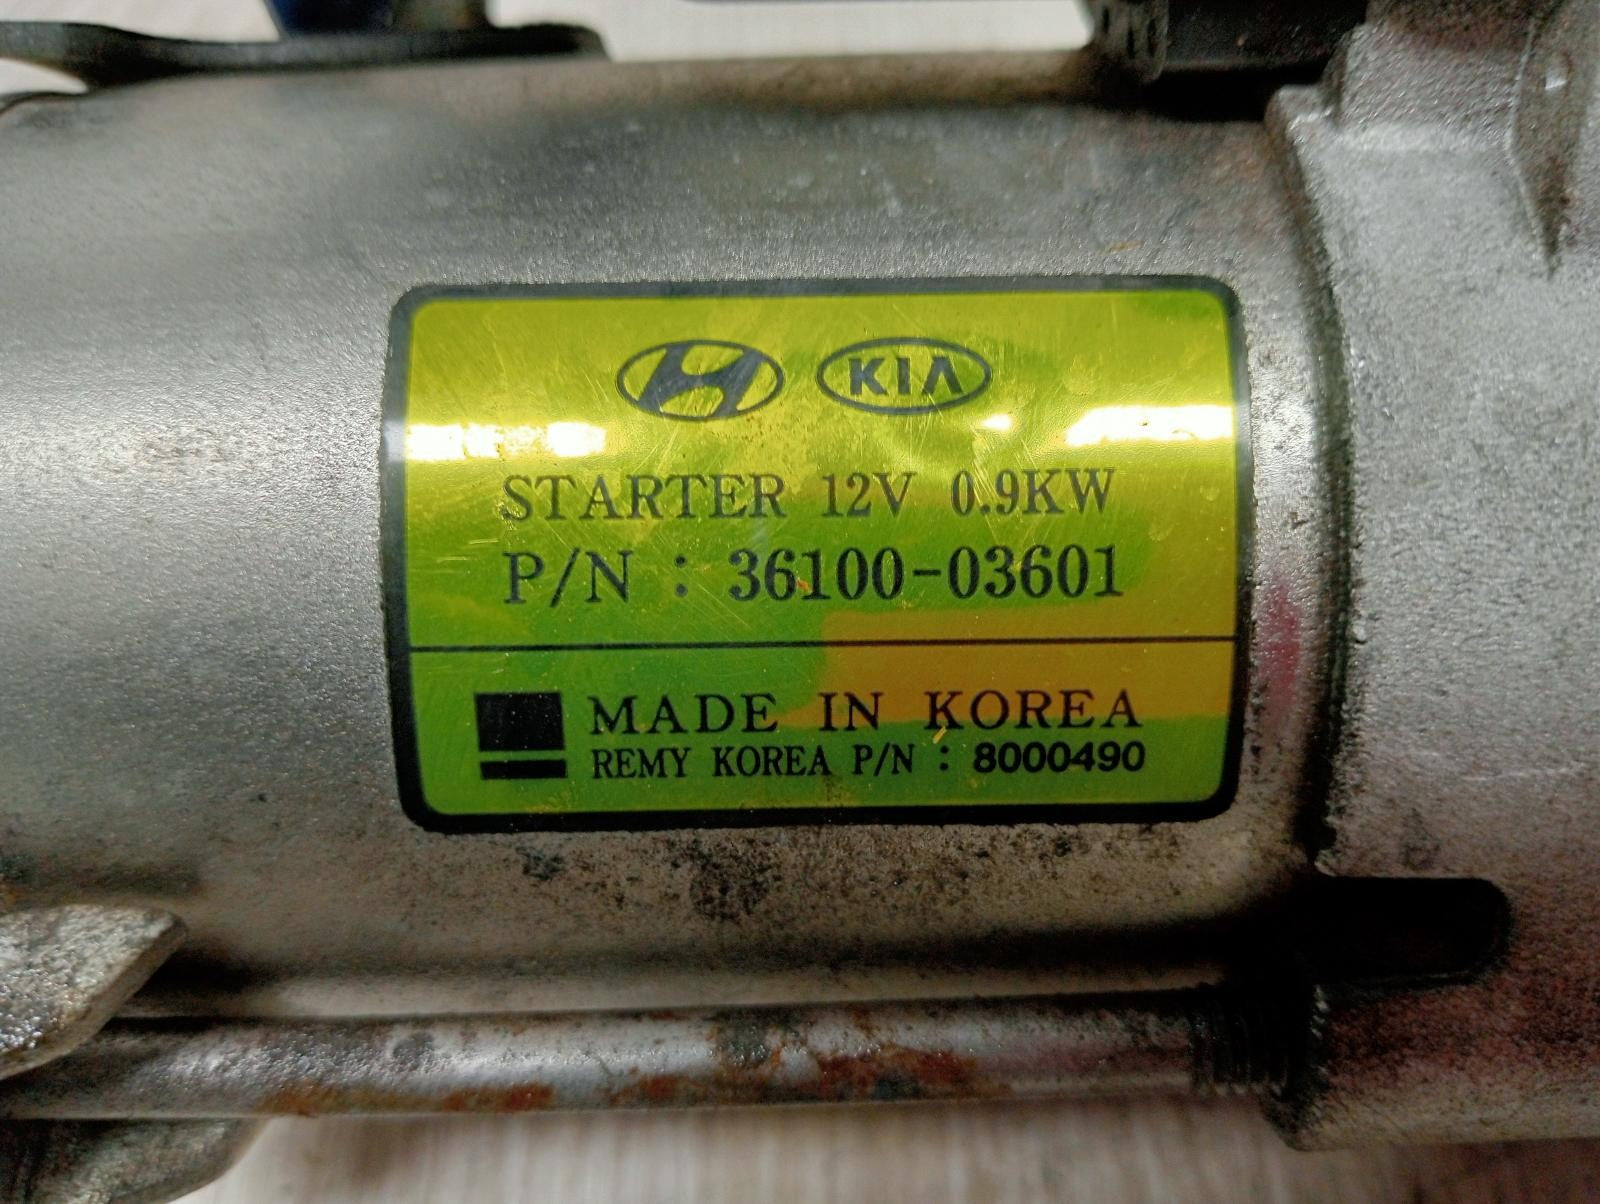 KIA
STARTER 12V 0.9KW
P/N : 36100-03601
MADE IN KOREA
REMY KOREA P/N : 8000490